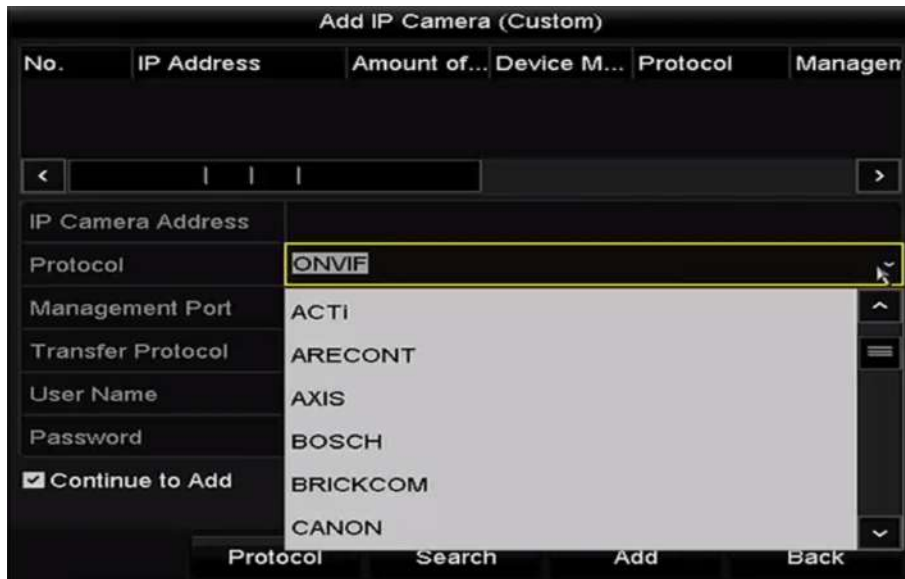 Add IP Camera (Custom)
No. IP Address Amount of... Device M... Protocol Managem
IP Camera Address
Protocol ONVIF
Management Port ACTi
Transfer Protocol ARECONT
User Name AXIS
Password BOSCH
Continue to Add BRICKCOM
CANON
Protocol Search Add Back